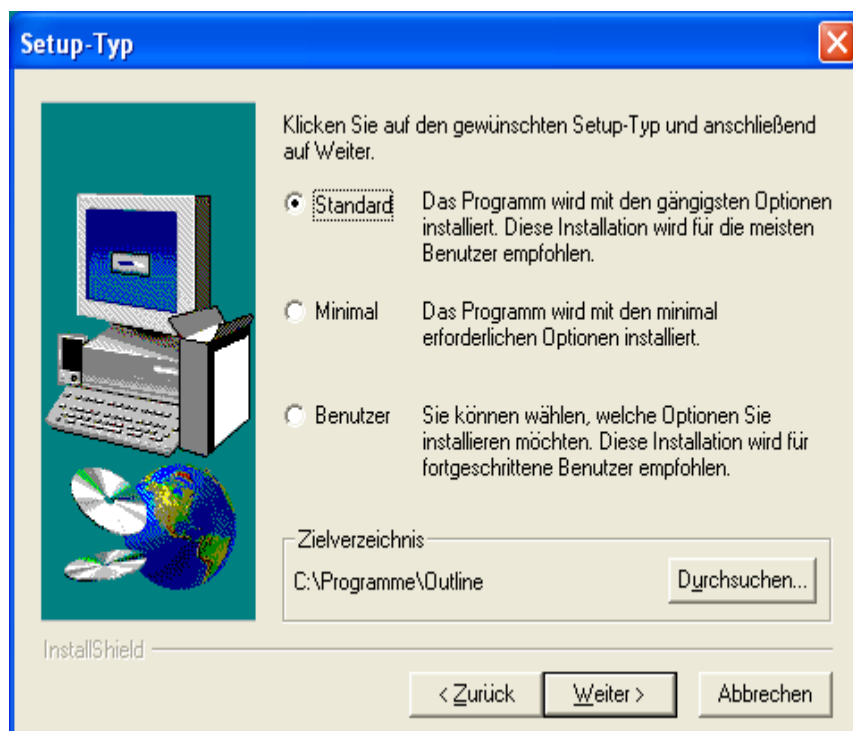 Setup-Typ
Klicken Sie auf den gewünschten Setup-Typ und anschließend
auf Weiter.
Standard
Das Programm wird mit den gängigsten Optionen
installiert. Diese Installation wird für die meisten
Benutzer empfohlen.
Minimal
Das Programm wird mit den minimal
erforderlichen Optionen installiert.
Benutzer
Sie können wählen, welche Optionen Sie
installieren möchten. Diese Installation wird für
fortgeschrittene Benutzer empfohlen.
Zielverzeichnis
C:\Programme\Outline
Durchsuchen...
InstallShield
< Zurück
Weiter >
Abbrechen